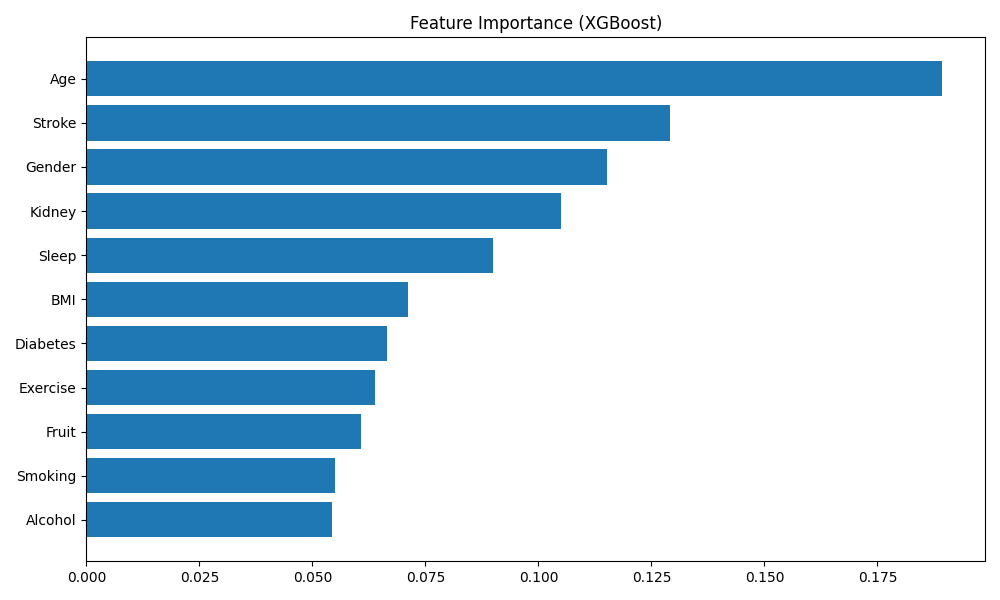 Feature Importance (XGBoost)
Age
Stroke
Gender
Kidney
Sleep
BMI
Diabetes
Exercise
Fruit
Smoking
Alcohol
0.000 0.025 0.050 0.075 0.100 0.125 0.150 0.175